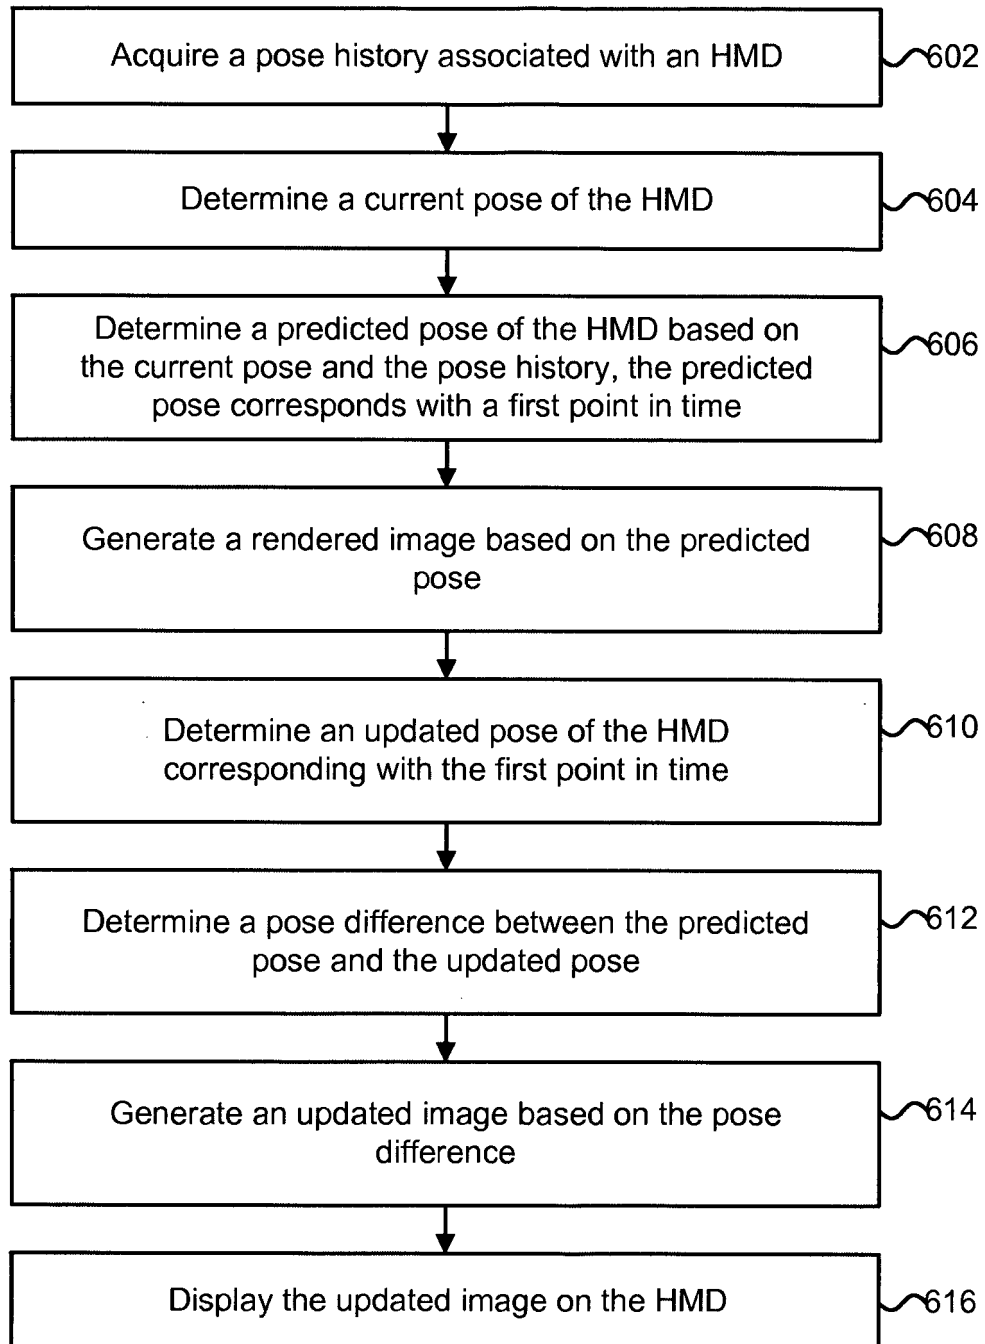 Acquire a pose history associated with an HMD
602
Determine a current pose of the HMD
604
Determine a predicted pose of the HMD based on
the current pose and the pose history, the predicted
pose corresponds with a first point in time
606
Generate a rendered image based on the predicted
pose
608
Determine an updated pose of the HMD
corresponding with the first point in time
610
Determine a pose difference between the predicted
pose and the updated pose
612
Generate an updated image based on the pose
difference
614
Display the updated image on the HMD
616